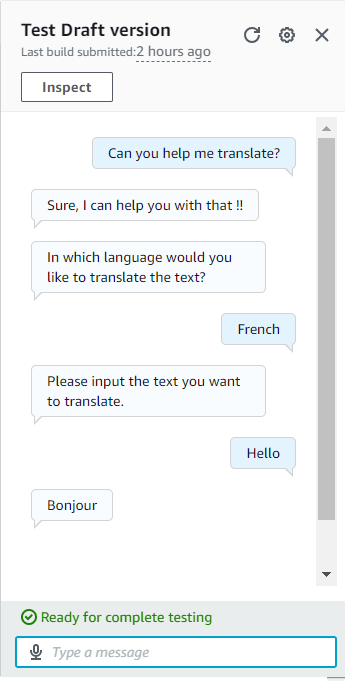 Test Draft version
Last build submitted:2 hours ago
Inspect
Can you help me translate?
Sure, I can help you with that !!
In which language would you
like to translate the text?
French
Please input the text you want
to translate.
Hello
Bonjour
Ready for complete testing
Type a message